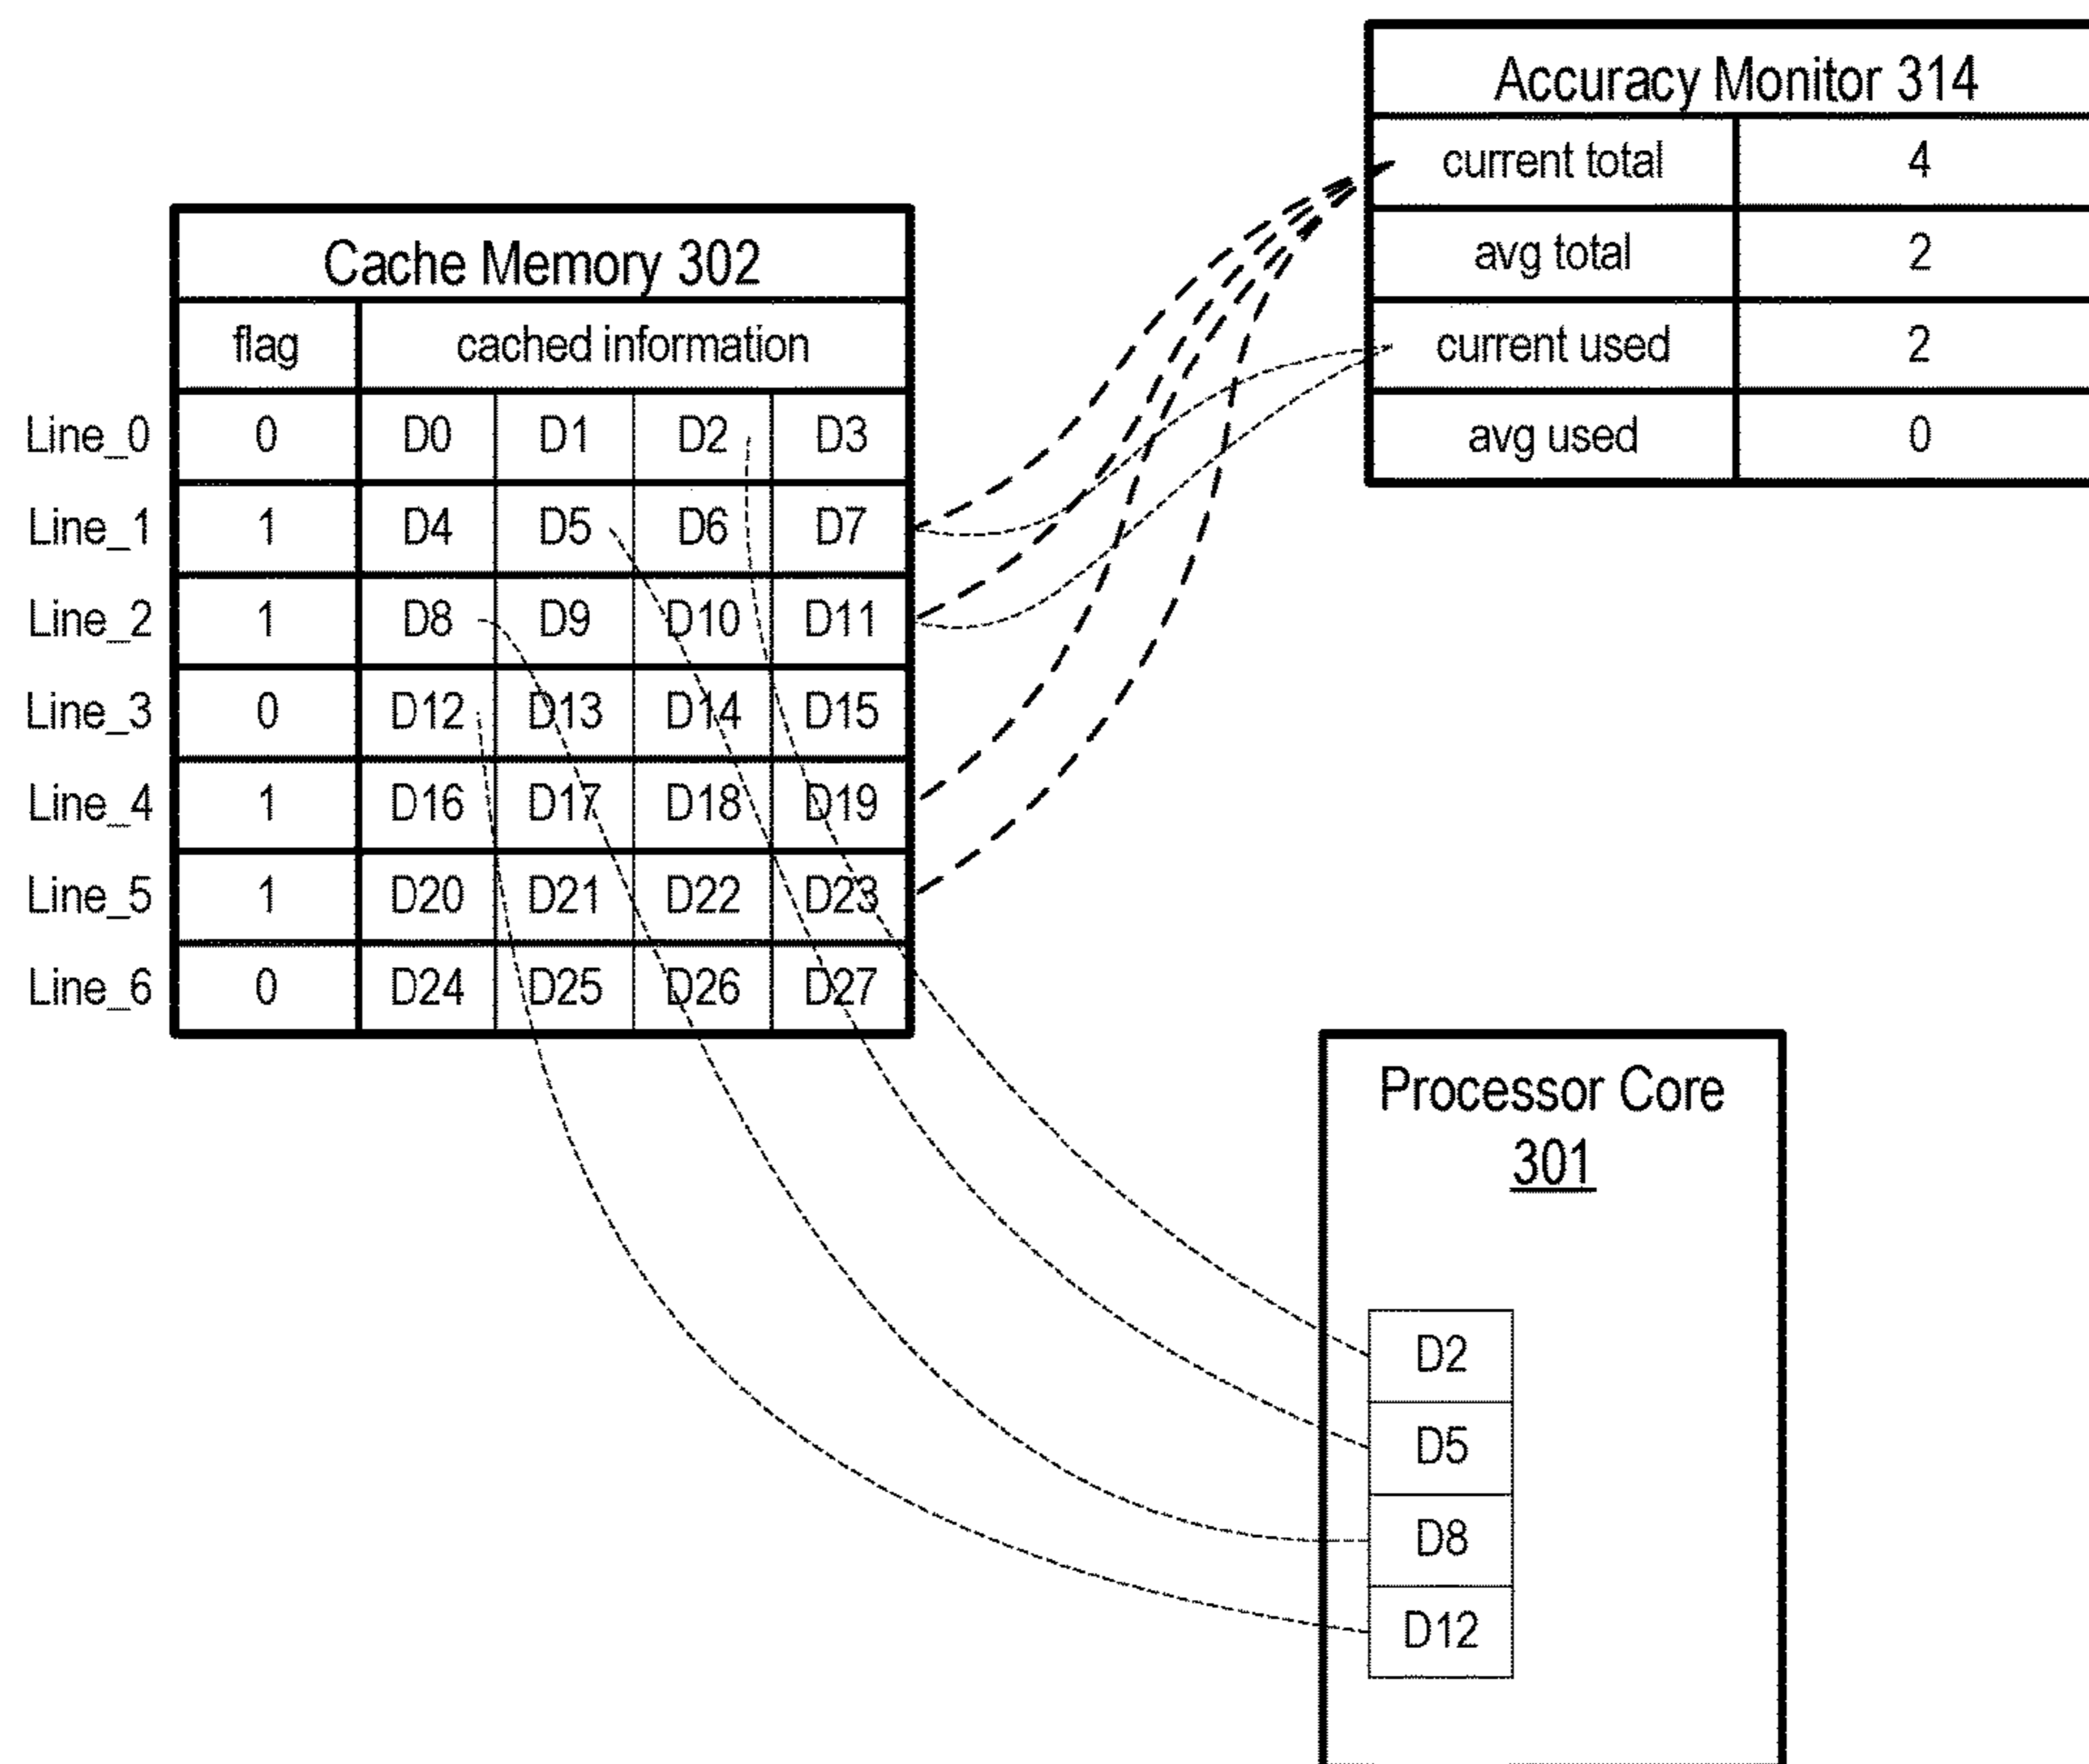 Accuracy Monitor 314
current total 4
avg total 2
current used 2
avg used 0
Cache Memory 302
flag cached information
Line_0 0 D0 D1 D2 D3
Line_1 1 D4 D5 D6 D7
Line_2 1 D8 D9 D10 D11
Line_3 0 D12 D13 D14 D15
Line_4 1 D16 D17 D18 D19
Line_5 1 D20 D21 D22 D23
Line_6 0 D24 D25 D26 D27
Processor Core
301
D2
D5
D8
D12